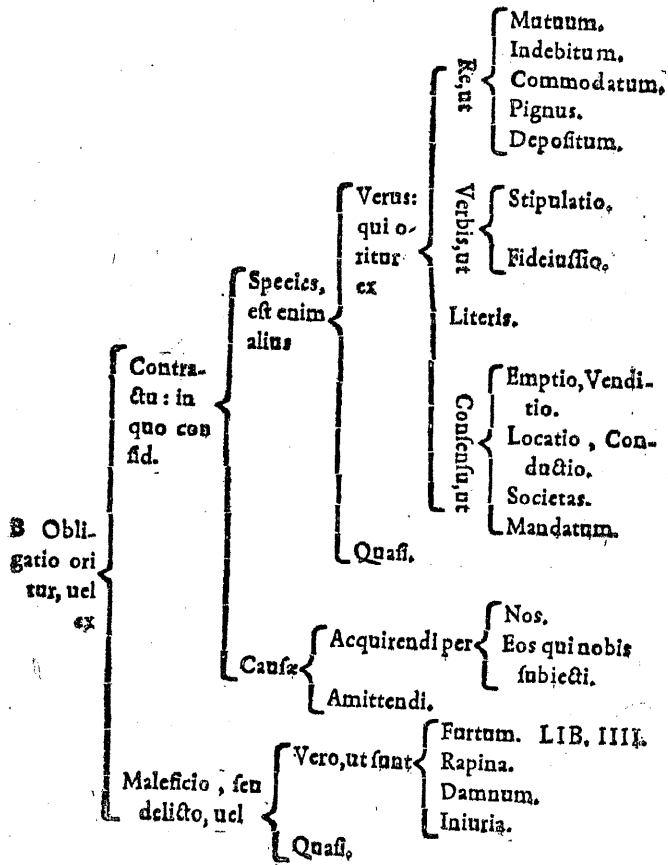 B Obli-
gatio ori
tur, uel
ex
Contra-
ctu: in
quo con
ſid.
Species,
eſt enim
alius
Verus:
qui o-
ritur
ex
Re, ut
Mutuum.
Indebitum.
Commodatum.
Pignus.
Depoſitum.
Verbis, ut
Stipulatio.
Fideiuſſio.
Literis.
Conſenſu, ut
Emptio, Vendi-
tio.
Locatio, Con-
ductio.
Societas.
Mandatum.
Quaſi.
Cauſæ
Acquirendi per
Nos.
Eos qui nobis
ſubiecti.
Amittendi.
Maleficio, ſeu
delicto, uel
Vero, ut ſunt
Furtum. LIB. IIII.
Rapina.
Damnum.
Iniuria.
Quaſi.